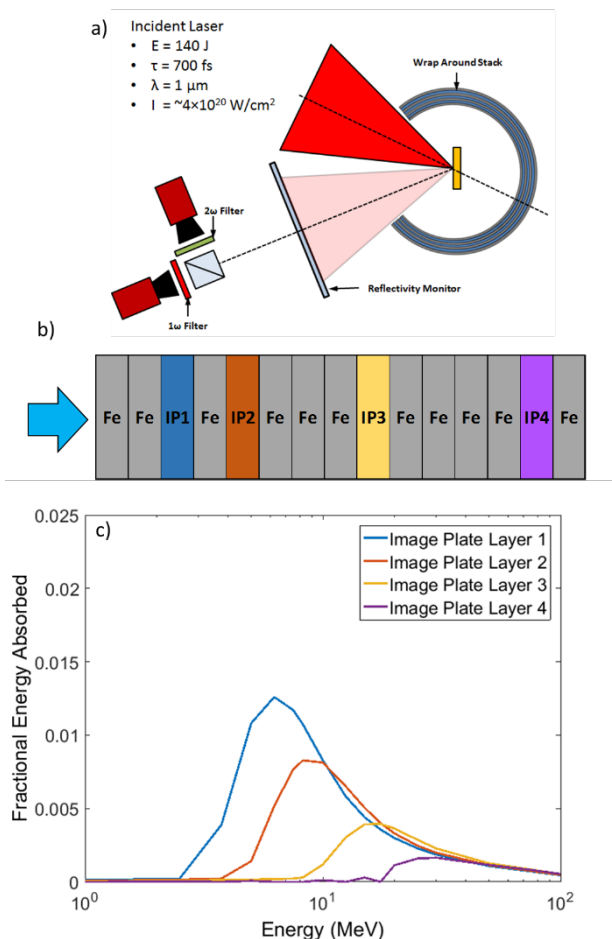 a)
Incident Laser
• E = 140 J
• τ = 700 fs
• λ = 1 μm
• I = ~4×10²⁰ W/cm²
Wrap Around Stack
2ω Filter
Reflectivity Monitor
1ω Filter
b)
Fe Fe IP1 Fe IP2 Fe Fe Fe IP3 Fe Fe Fe Fe IP4 Fe
c)
Image Plate Layer 1
Image Plate Layer 2
Image Plate Layer 3
Image Plate Layer 4
Fractional Energy Absorbed
0.025
0.02
0.015
0.01
0.005
0
10⁰ 10¹ 10²
Energy (MeV)